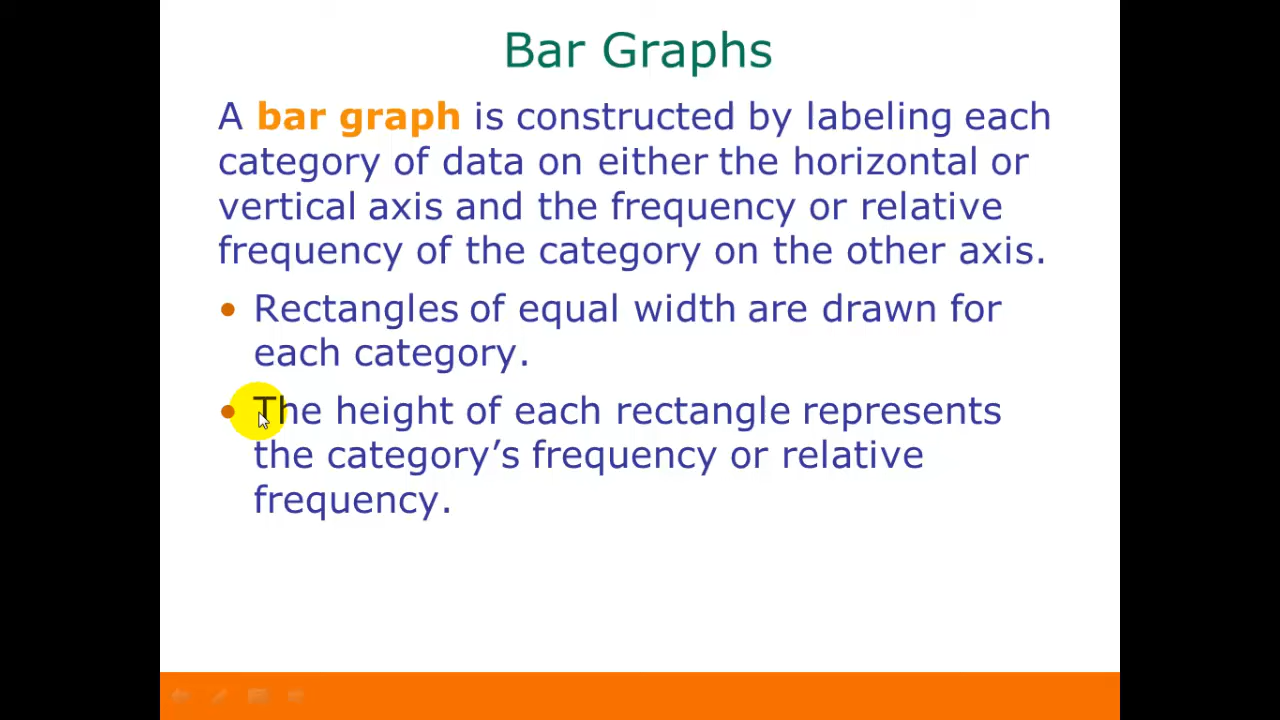 Bar Graphs
A bar graph is constructed by labeling each
category of data on either the horizontal or
vertical axis and the frequency or relative
frequency of the category on the other axis.
• Rectangles of equal width are drawn for
each category.
• The height of each rectangle represents
the category’s frequency or relative
frequency.